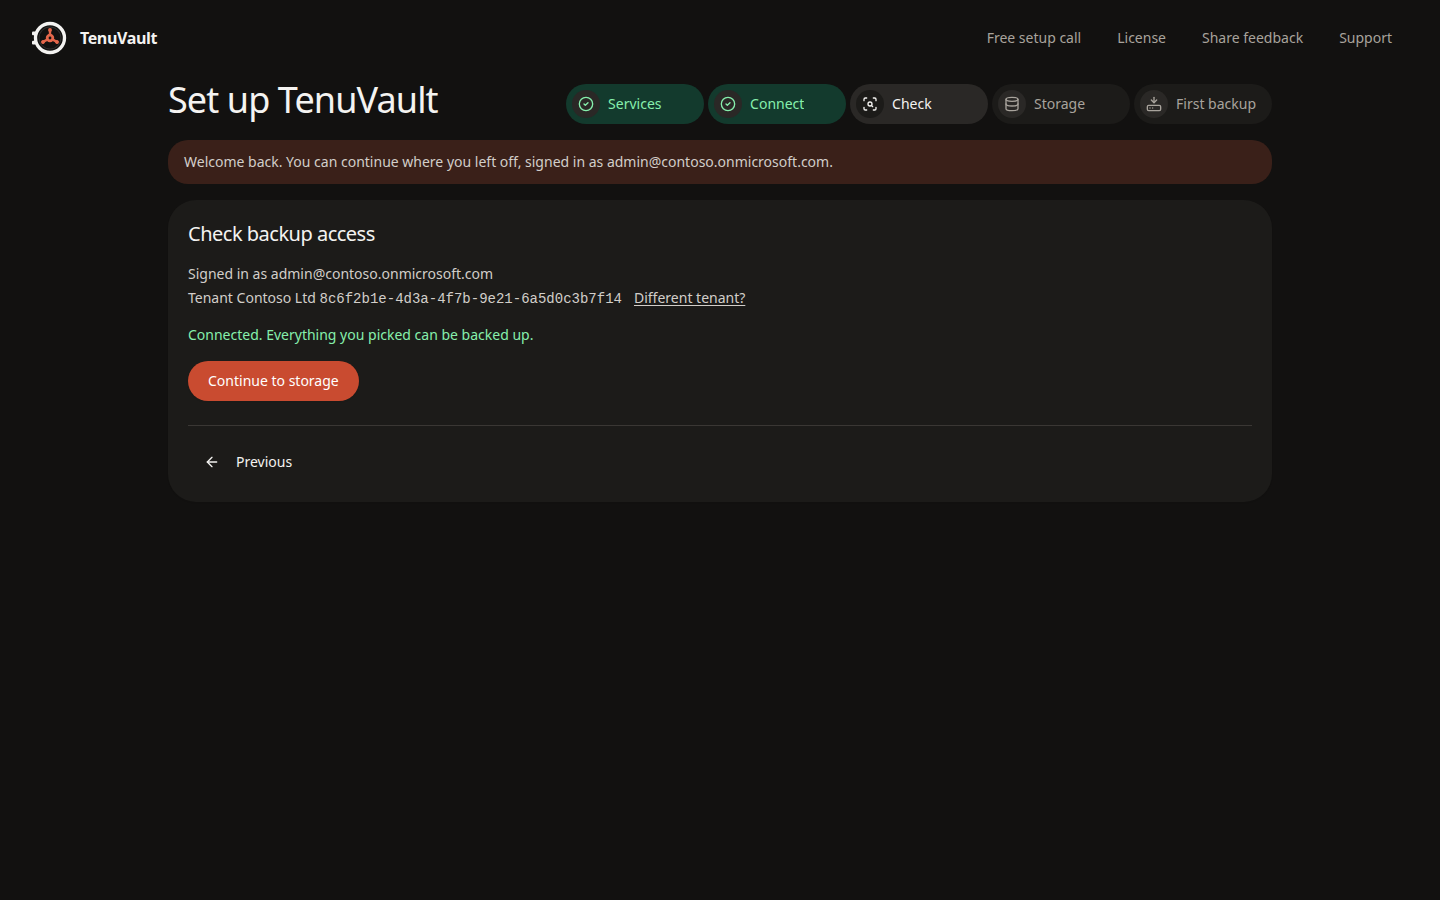 TenuVault
Free setup call
License
Share feedback
Support
Set up TenuVault
Services
Connect
Check
Storage
First backup
Welcome back. You can continue where you left off, signed in as admin@contoso.onmicrosoft.com.
Check backup access
Signed in as admin@contoso.onmicrosoft.com
Tenant Contoso Ltd 8c6f2b1e-4d3a-4f7b-9e21-6a5d0c3b7f14 Different tenant?
Connected. Everything you picked can be backed up.
Continue to storage
Previous